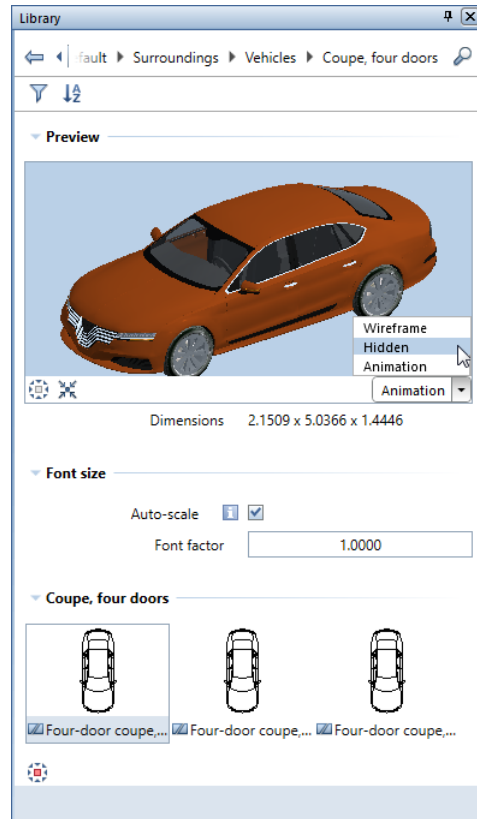 Library
fault Surroundings Vehicles Coupe, four doors
Preview
Wireframe
Hidden
Animation
Animation
Dimensions 2.1509 x 5.0366 x 1.4446
Font size
Auto-scale
Font factor 1.0000
Coupe, four doors
Four-door coupe,... Four-door coupe,... Four-door coupe,...